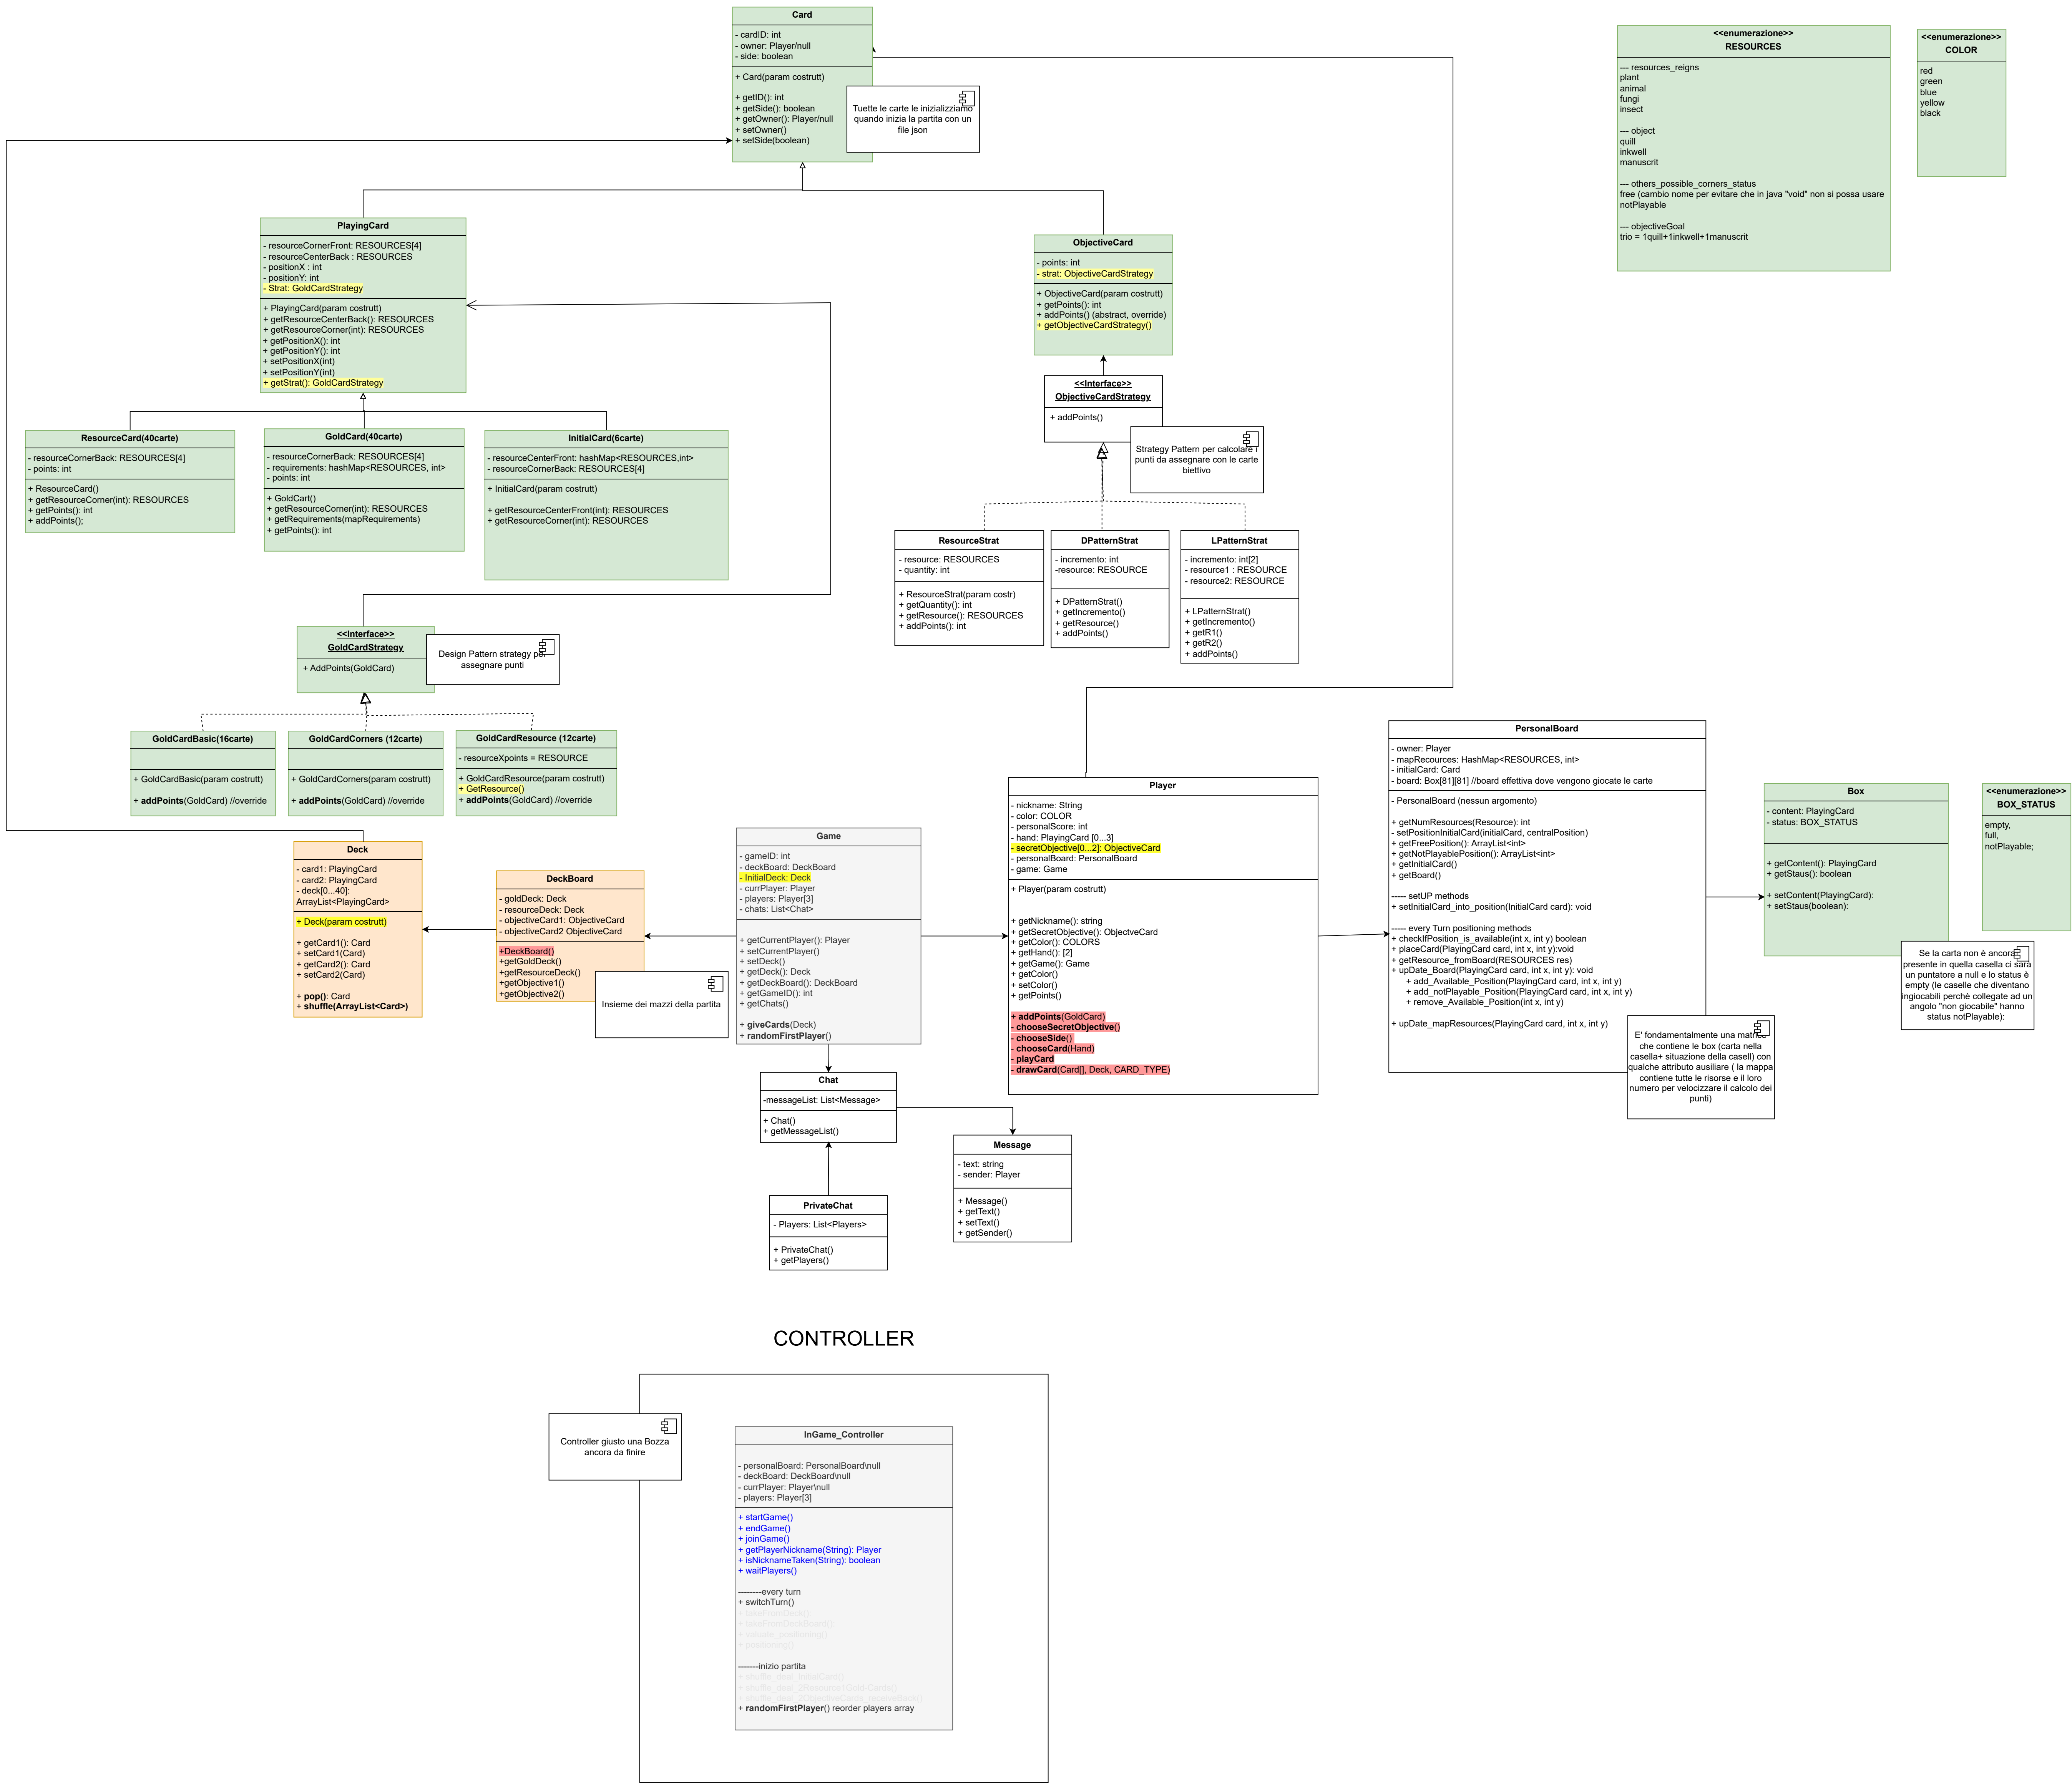 Card
- cardID: int
- owner: Player/null
- side: boolean
+ Card(param costrutt)
+ getID(): int
+ getSide(): boolean
+ getOwner(): Player/null
+ setOwner()
+ setSide(boolean)
Tuette le carte le inizializziamo
quando inizia la partita con un
file json
<<enumerazione>>
RESOURCES
--- resources_reigns
plant
animal
fungi
insect
--- object
quill
inkwell
manuscrit
--- others_possible_corners_status
free (cambio nome per evitare che in java "void" non si possa usare
notPlayable
--- objectiveGoal
trio = 1quill+1inkwell+1manuscrit
<<enumerazione>>
COLOR
red
green
blue
yellow
black
PlayingCard
- resourceCornerFront: RESOURCES[4]
- resourceCenterBack : RESOURCES
- positionX : int
- positionY: int
- Strat: GoldCardStrategy
+ PlayingCard(param costrutt)
+ getResourceCenterBack(): RESOURCES
+ getResourceCorner(int): RESOURCES
+ getPositionX(): int
+ getPositionY(): int
+ setPositionX(int)
+ setPositionY(int)
+ getStrat(): GoldCardStrategy
ObjectiveCard
- points: int
- strat: ObjectiveCardStrategy
+ ObjectiveCard(param costrutt)
+ getPoints(): int
+ addPoints() (abstract, override)
+ getObjectiveCardStrategy()
<<Interface>>
ObjectiveCardStrategy
+ addPoints()
Strategy Pattern per calcolare i
punti da assegnare con le carte
biettivo
ResourceCard(40carte)
- resourceCornerBack: RESOURCES[4]
- points: int
+ ResourceCard()
+ getResourceCorner(int): RESOURCES
+ getPoints(): int
+ addPoints();
GoldCard(40carte)
- resourceCornerBack: RESOURCES[4]
- requirements: hashMap<RESOURCES, int>
- points: int
+ GoldCart()
+ getResourceCorner(int): RESOURCES
+ getRequirements(mapRequirements)
+ getPoints(): int
InitialCard(6carte)
- resourceCenterFront: hashMap<RESOURCES,int>
- resourceCornerBack: RESOURCES[4]
+ InitialCard(param costrutt)
+ getResourceCenterFront(int): RESOURCES
+ getResourceCorner(int): RESOURCES
ResourceStrat
- resource: RESOURCES
- quantity: int
+ ResourceStrat(param costr)
+ getQuantity(): int
+ getResource(): RESOURCES
+ addPoints(): int
DPatternStrat
- incremento: int
-resource: RESOURCE
+ DPatternStrat()
+ getIncremento()
+ getResource()
+ addPoints()
LPatternStrat
- incremento: int[2]
- resource1 : RESOURCE
- resource2: RESOURCE
+ LPatternStrat()
+ getIncremento()
+ getR1()
+ getR2()
+ addPoints()
<<Interface>>
GoldCardStrategy
+ AddPoints(GoldCard)
Design Pattern strategy per
assegnare punti
GoldCardBasic(16carte)
+ GoldCardBasic(param costrutt)
+ addPoints(GoldCard) //override
GoldCardCorners (12carte)
+ GoldCardCorners(param costrutt)
+ addPoints(GoldCard) //override
GoldCardResource (12carte)
- resourceXpoints = RESOURCE
+ GoldCardResource(param costrutt)
+ GetResource()
+ addPoints(GoldCard) //override
Deck
- card1: PlayingCard
- card2: PlayingCard
- deck[0...40]:
ArrayList<PlayingCard>
+ Deck(param costrutt)
+ getCard1(): Card
+ setCard1(Card)
+ getCard2(): Card
+ setCard2(Card)
+ pop(): Card
+ shuffle(ArrayList<Card>)
DeckBoard
- goldDeck: Deck
- resourceDeck: Deck
- objectiveCard1: ObjectiveCard
- objectiveCard2 ObjectiveCard
+DeckBoard()
+getGoldDeck()
+getResourceDeck()
+getObjective1()
+getObjective2()
Insieme dei mazzi della partita
Game
- gameID: int
- deckBoard: DeckBoard
- InitialDeck: Deck
- currPlayer: Player
- players: Player[3]
- chats: List<Chat>
+ getCurrentPlayer(): Player
+ setCurrentPlayer()
+ setDeck()
+ getDeck(): Deck
+ getDeckBoard(): DeckBoard
+ getGameID(): int
+ getChats()
+ giveCards(Deck)
+ randomFirstPlayer()
Player
- nickname: String
- color: COLOR
- personalScore: int
- hand: PlayingCard [0...3]
- secretObjective[0...2]: ObjectiveCard
- personalBoard: PersonalBoard
- game: Game
+ Player(param costrutt)
+ getNickname(): string
+ getSecretObjective(): ObjectveCard
+ getColor(): COLORS
+ getHand(): [2]
+ getGame(): Game
+ getColor()
+ setColor()
+ getPoints()
+ addPoints(GoldCard)
- chooseSecretObjective()
- chooseSide()
- chooseCard(Hand)
- playCard
- drawCard(Card[], Deck, CARD_TYPE)
PersonalBoard
- owner: Player
- mapRecources: HashMap<RESOURCES, int>
- initialCard: Card
- board: Box[81][81] //board effettiva dove vengono giocate le carte
- PersonalBoard (nessun argomento)
+ getNumResources(Resource): int
- setPositionInitialCard(initialCard, centralPosition)
+ getFreePosition(): ArrayList<int>
+ getNotPlayablePosition(): ArrayList<int>
+ getInitialCard()
+ getBoard()
----- setUP methods
+ setInitialCard_into_position(InitialCard card): void
----- every Turn positioning methods
+ checkIfPosition_is_available(int x, int y) boolean
+ placeCard(PlayingCard card, int x, int y):void
+ getResource_fromBoard(RESOURCES res)
+ upDate_Board(PlayingCard card, int x, int y): void
+ add_Available_Position(PlayingCard card, int x, int y)
+ add_notPlayable_Position(PlayingCard card, int x, int y)
+ remove_Available_Position(int x, int y)
+ upDate_mapResources(PlayingCard card, int x, int y)
E' fondamentalmente una matrice
che contiene le box (carta nella
casella+ situazione della casell) con
qualche attributo ausiliare ( la mappa
contiene tutte le risorse e il loro
numero per velocizzare il calcolo dei
punti)
Box
- content: PlayingCard
- status: BOX_STATUS
+ getContent(): PlayingCard
+ getStaus(): boolean
+ setContent(PlayingCard):
+ setStaus(boolean):
<<enumerazione>>
BOX_STATUS
empty,
full,
notPlayable;
Se la carta non è ancora
presente in quella casella ci sarà
un puntatore a null e lo status è
empty (le caselle che diventano
ingiocabili perchè collegate ad un
angolo "non giocabile" hanno
status notPlayable):
Chat
-messageList: List<Message>
+ Chat()
+ getMessageList()
Message
- text: string
- sender: Player
+ Message()
+ getText()
+ setText()
+ getSender()
PrivateChat
- Players: List<Players>
+ PrivateChat()
+ getPlayers()
CONTROLLER
Controller giusto una Bozza
ancora da finire
InGame_Controller
- personalBoard: PersonalBoard\null
- deckBoard: DeckBoard\null
- currPlayer: Player\null
- players: Player[3]
+ startGame()
+ endGame()
+ joinGame()
+ getPlayerNickname(String): Player
+ isNicknameTaken(String): boolean
+ waitPlayers()
--------every turn
+ switchTurn()
-------inizio partita
+ randomFirstPlayer() reorder players array